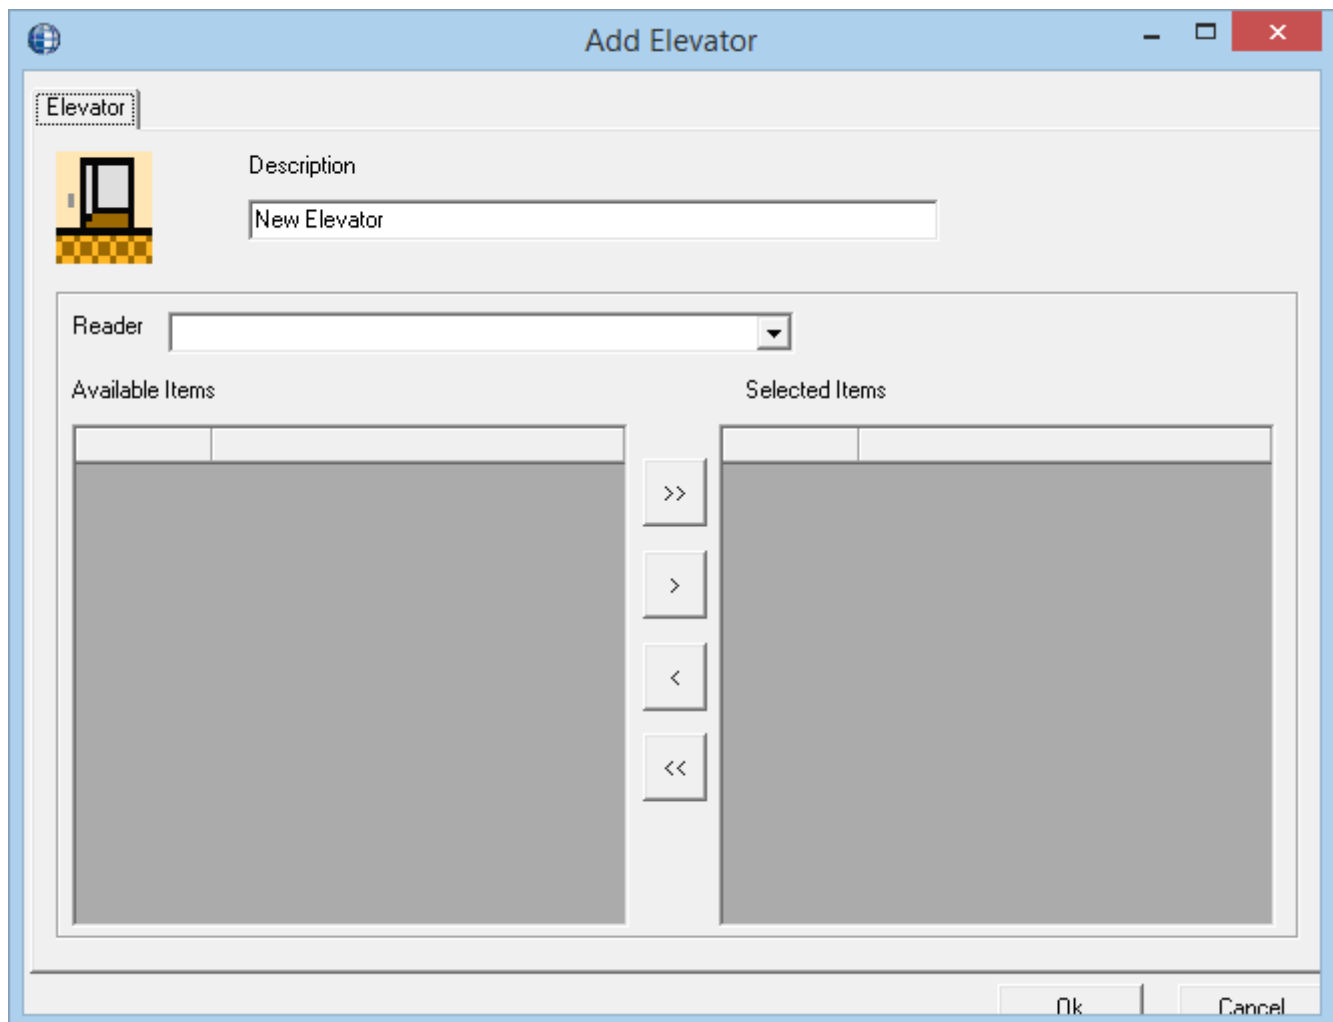 Add Elevator
Elevator
Description
New Elevator
Reader
Available Items
Selected Items
>>
>
<
<<
Ok
Cancel